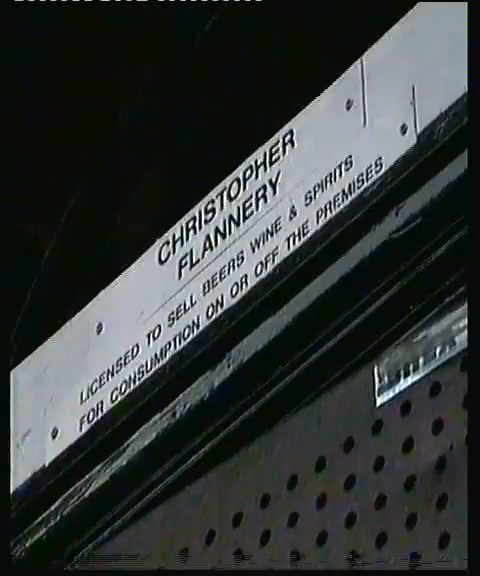 CHRISTOPHER
FLANNERY
LICENSED TO SELL BEERS WINE & SPIRITS
FOR CONSUMPTION ON OR OFF THE PREMISES